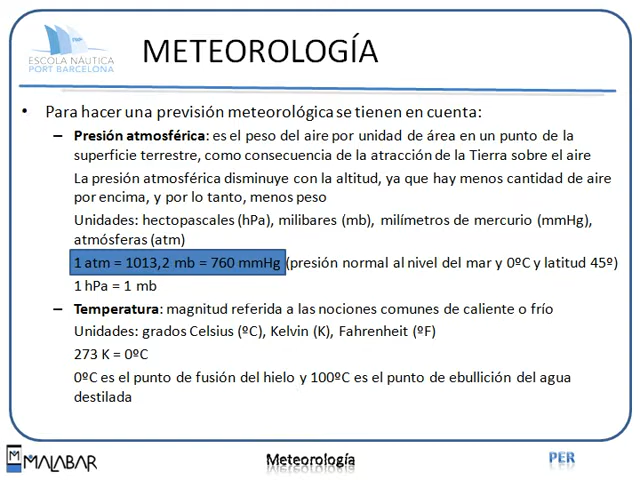 ESCOLA NÁUTICA
PORT BARCELONA
METEOROLOGÍA
• Para hacer una previsión meteorológica se tienen en cuenta:
– Presión atmosférica: es el peso del aire por unidad de área en un punto de la
superficie terrestre, como consecuencia de la atracción de la Tierra sobre el aire
La presión atmosférica disminuye con la altitud, ya que hay menos cantidad de aire
por encima, y por lo tanto, menos peso
Unidades: hectopascales (hPa), milibares (mb), milímetros de mercurio (mmHg),
atmósferas (atm)
1 atm = 1013,2 mb = 760 mmHg (presión normal al nivel del mar y 0ºC y latitud 45º)
1 hPa = 1 mb
– Temperatura: magnitud referida a las nociones comunes de caliente o frío
Unidades: grados Celsius (ºC), Kelvin (K), Fahrenheit (ºF)
273 K = 0ºC
0ºC es el punto de fusión del hielo y 100ºC es el punto de ebullición del agua
destilada
MALABAR
Meteorología
PER